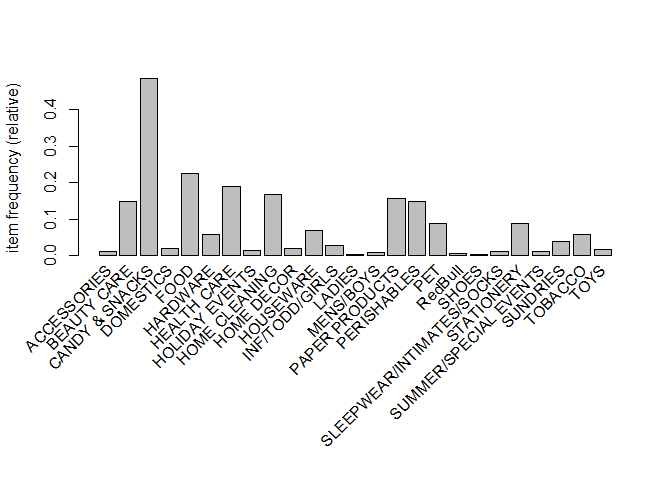 item frequency (relative)
0.4
0.3
0.2
0.1
0.0
ACCESSORIES
BEAUTY CARE
CANDY & SNACKS
DOMESTICS
FOOD
HARDWARE
HEALTH CARE
HOLIDAY EVENTS
HOME CLEANING
HOME DECOR
HOUSEWARE
INF/TODD/GIRLS
LADIES
MENS/BOYS
PAPER PRODUCTS
PERISHABLES
PET
RedBull
SHOES
SLEEPWEAR/INTIMATES/SOCKS
STATIONERY
SUMMER/SPECIAL EVENTS
SUNDRIES
TOBACCO
TOYS